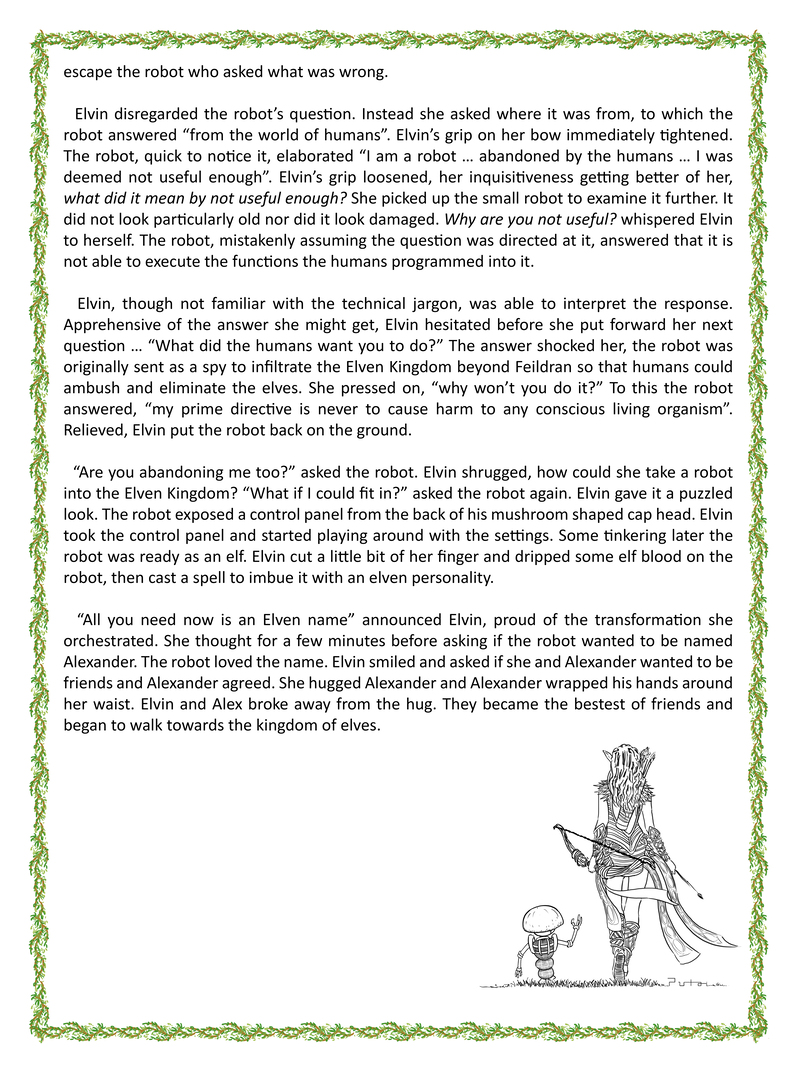 escape the robot who asked what was wrong.
Elvin disregarded the robot’s question. Instead she asked where it was from, to which the
robot answered “from the world of humans”. Elvin’s grip on her bow immediately tightened.
The robot, quick to notice it, elaborated “I am a robot … abandoned by the humans … I was
deemed not useful enough”. Elvin’s grip loosened, her inquisitiveness getting better of her,
what did it mean by not useful enough? She picked up the small robot to examine it further. It
did not look particularly old nor did it look damaged. Why are you not useful? whispered Elvin
to herself. The robot, mistakenly assuming the question was directed at it, answered that it is
not able to execute the functions the humans programmed into it.
Elvin, though not familiar with the technical jargon, was able to interpret the response.
Apprehensive of the answer she might get, Elvin hesitated before she put forward her next
question … “What did the humans want you to do?” The answer shocked her, the robot was
originally sent as a spy to infiltrate the Elven Kingdom beyond Feildran so that humans could
ambush and eliminate the elves. She pressed on, “why won’t you do it?” To this the robot
answered, “my prime directive is never to cause harm to any conscious living organism”.
Relieved, Elvin put the robot back on the ground.
“Are you abandoning me too?” asked the robot. Elvin shrugged, how could she take a robot
into the Elven Kingdom? “What if I could fit in?” asked the robot again. Elvin gave it a puzzled
look. The robot exposed a control panel from the back of his mushroom shaped cap head. Elvin
took the control panel and started playing around with the settings. Some tinkering later the
robot was ready as an elf. Elvin cut a little bit of her finger and dripped some elf blood on the
robot, then cast a spell to imbue it with an elven personality.
“All you need now is an Elven name” announced Elvin, proud of the transformation she
orchestrated. She thought for a few minutes before asking if the robot wanted to be named
Alexander. The robot loved the name. Elvin smiled and asked if she and Alexander wanted to be
friends and Alexander agreed. She hugged Alexander and Alexander wrapped his hands around
her waist. Elvin and Alex broke away from the hug. They became the bestest of friends and
began to walk towards the kingdom of elves.